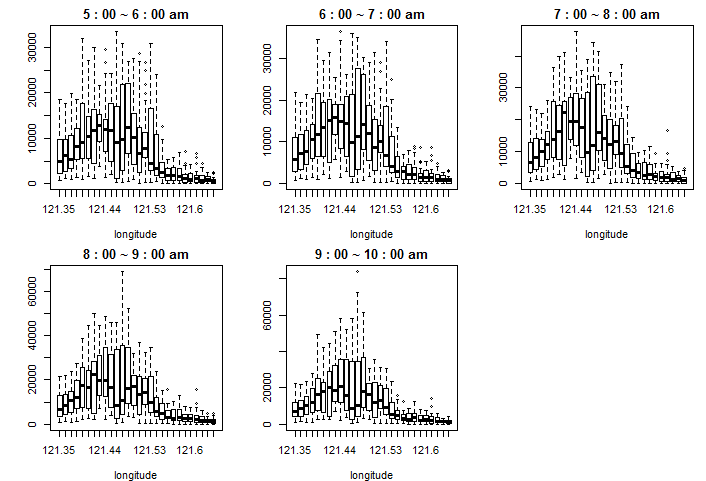 5 : 00 ~ 6 : 00 am
6 : 00 ~ 7 : 00 am
7 : 00 ~ 8 : 00 am
0 10000 20000 30000
0 10000 20000 30000
0 10000 30000
121.35 121.44 121.53 121.6
121.35 121.44 121.53 121.6
121.35 121.44 121.53 121.6
longitude
longitude
longitude
8 : 00 ~ 9 : 00 am
9 : 00 ~ 10 : 00 am
0 20000 40000 60000
0 20000 60000
121.35 121.44 121.53 121.6
121.35 121.44 121.53 121.6
longitude
longitude